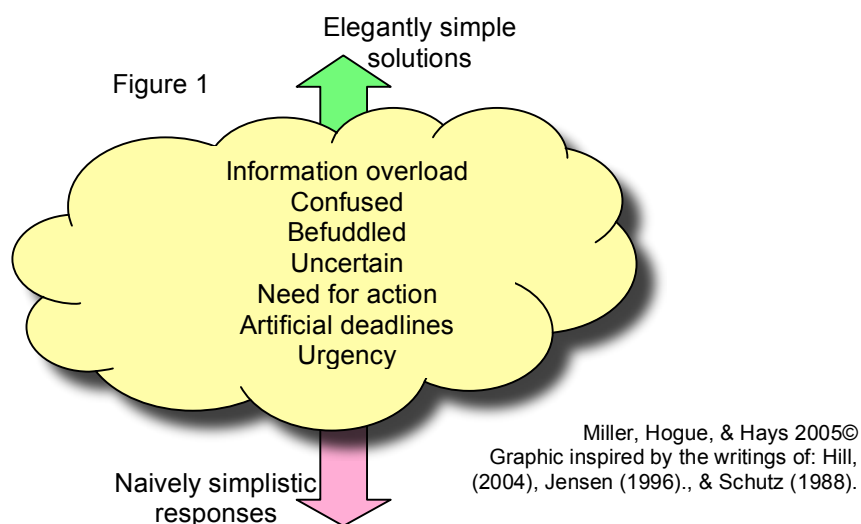 Elegantly simple
solutions
Figure 1
Information overload
Confused
Befuddled
Uncertain
Need for action
Artificial deadlines
Urgency
Miller, Hogue, & Hays 2005©
Graphic inspired by the writings of: Hill,
(2004), Jensen (1996)., & Schutz (1988).
Naively simplistic
responses